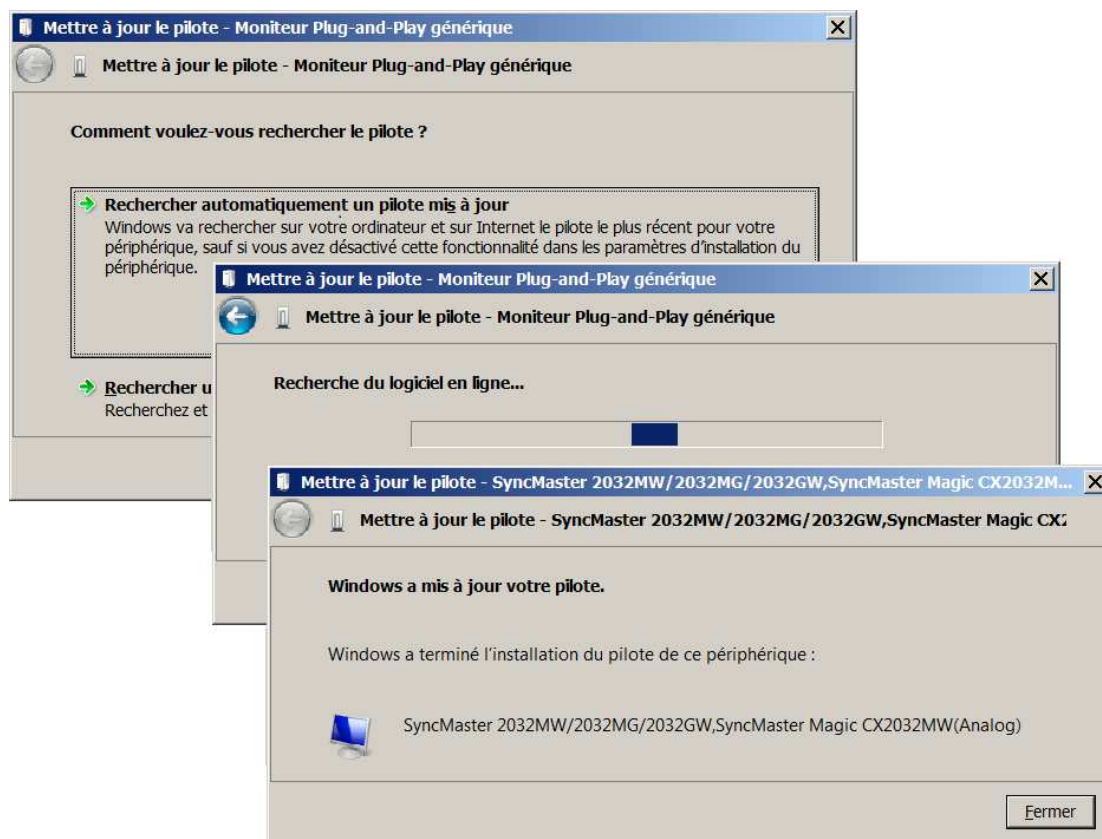 Mettre à jour le pilote - Moniteur Plug-and-Play générique
Mettre à jour le pilote - Moniteur Plug-and-Play générique
Comment voulez-vous rechercher le pilote ?
Rechercher automatiquement un pilote mis à jour
Windows va rechercher sur votre ordinateur et sur Internet le pilote le plus récent pour votre
périphérique, sauf si vous avez désactivé cette fonctionnalité dans les paramètres d'installation du
périphérique.
Rechercher u
Recherchez et
Mettre à jour le pilote - Moniteur Plug-and-Play générique
Mettre à jour le pilote - Moniteur Plug-and-Play générique
Recherche du logiciel en ligne...
Mettre à jour le pilote - SyncMaster 2032MW/2032MG/2032GW,SyncMaster Magic CX2032M...
Mettre à jour le pilote - SyncMaster 2032MW/2032MG/2032GW,SyncMaster Magic CX2
Windows a mis à jour votre pilote.
Windows a terminé l'installation du pilote de ce périphérique :
SyncMaster 2032MW/2032MG/2032GW,SyncMaster Magic CX2032MW(Analog)
Fermer